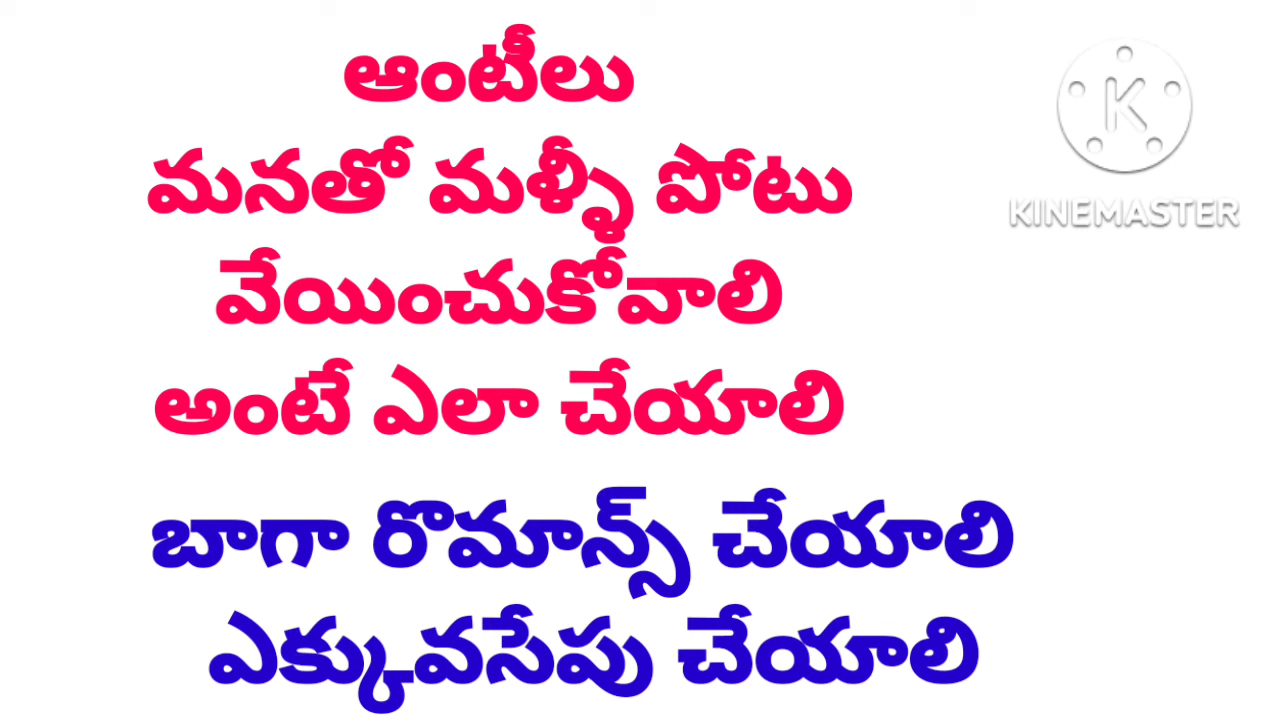 ఆంటీలు
మనతో మళ్ళీ పోటు
వేయించుకోవాలి
అంటే ఎలా చేయాలి
బాగా రొమాన్స్ చేయాలి
ఎక్కువసేపు చేయాలి
K
KINEMASTER